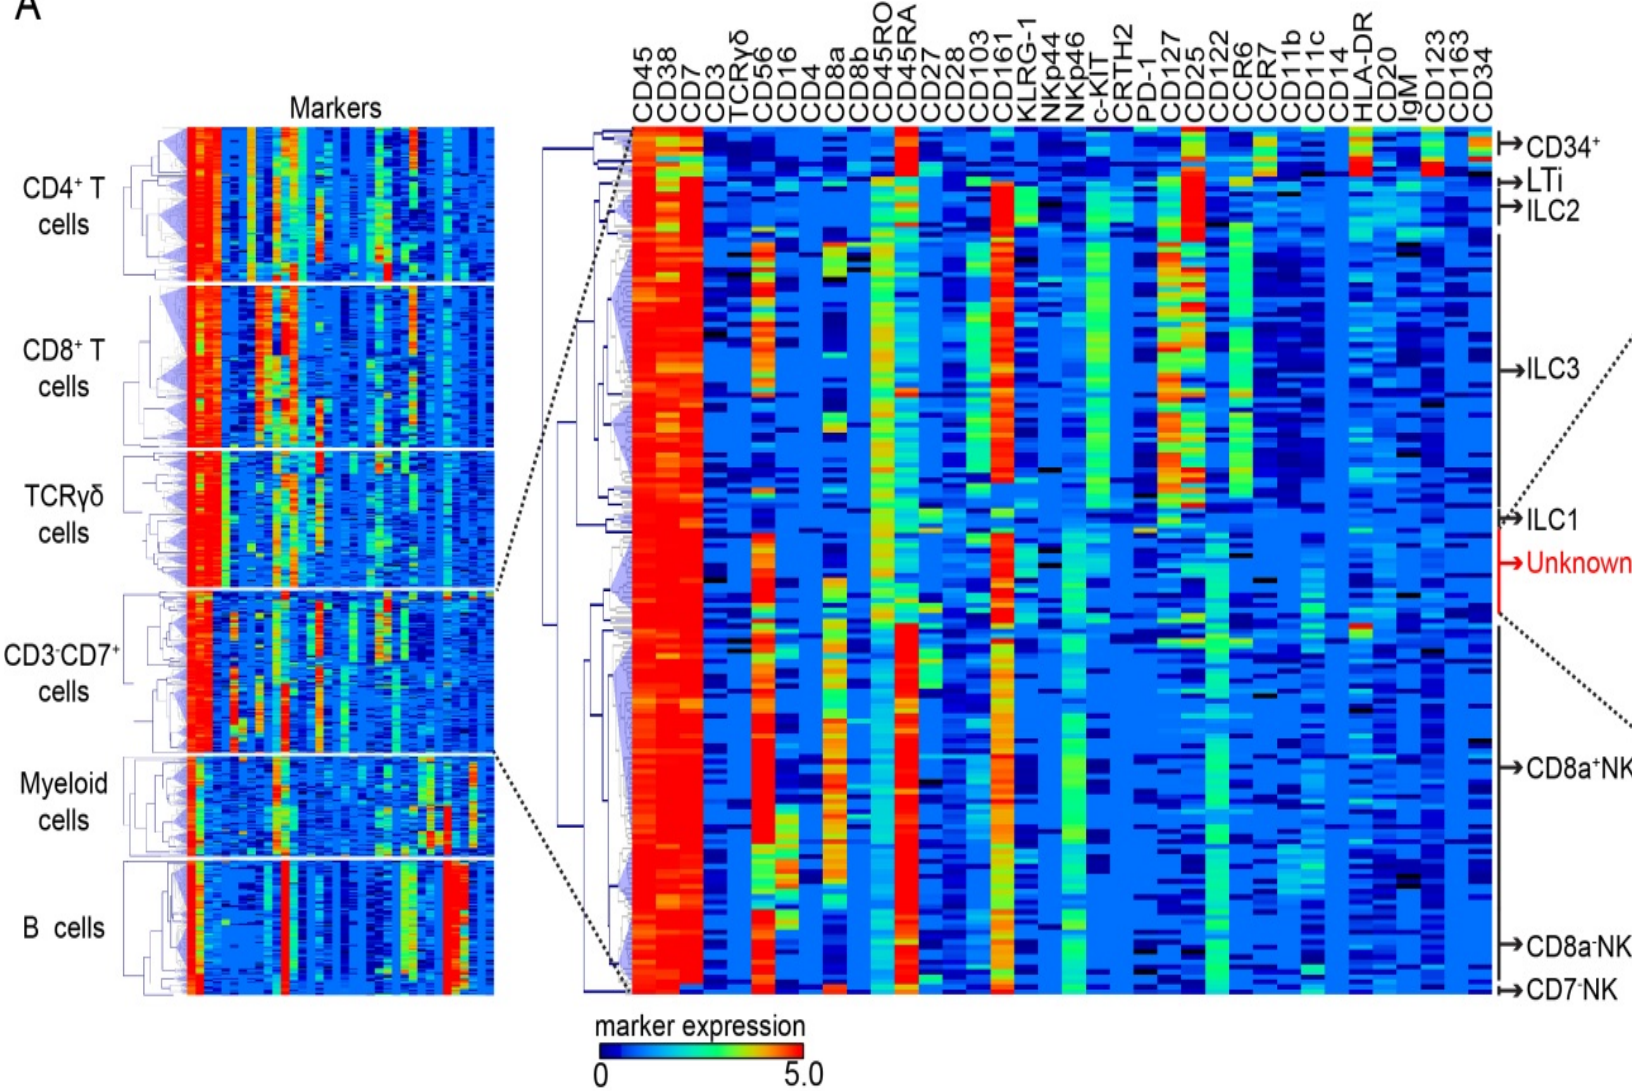 A
Markers
CD4⁺ T
cells
CD8⁺ T
cells
TCRγδ
cells
CD3⁻CD7⁺
cells
Myeloid
cells
B cells
CD45
CD38
CD7
CD3
TCRγδ
CD56
CD16
CD4
CD8a
CD8b
CD45RO
CD45RA
CD27
CD28
CD103
CD161
KLRG-1
NKp44
NKp46
c-KIT
CRTH2
PD-1
CD127
CD25
CD122
CCR6
CCR7
CD11b
CD11c
CD14
HLA-DR
CD20
IgM
CD123
CD163
CD34
CD34⁺
LTi
ILC2
ILC3
ILC1
Unknown
CD8a⁺NK
CD8a⁻NK
CD7⁻NK
marker expression
0 5.0